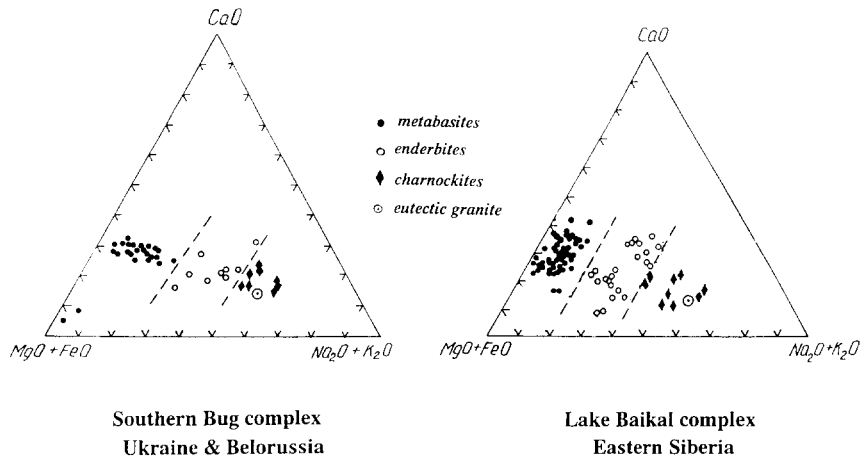 CaO
CaO
metabasites
enderbites
charnockites
eutectic granite
MgO+FeO
Na₂O+K₂O
MgO+FeO
Na₂O+K₂O
Southern Bug complex
Ukraine & Belorussia
Lake Baikal complex
Eastern Siberia